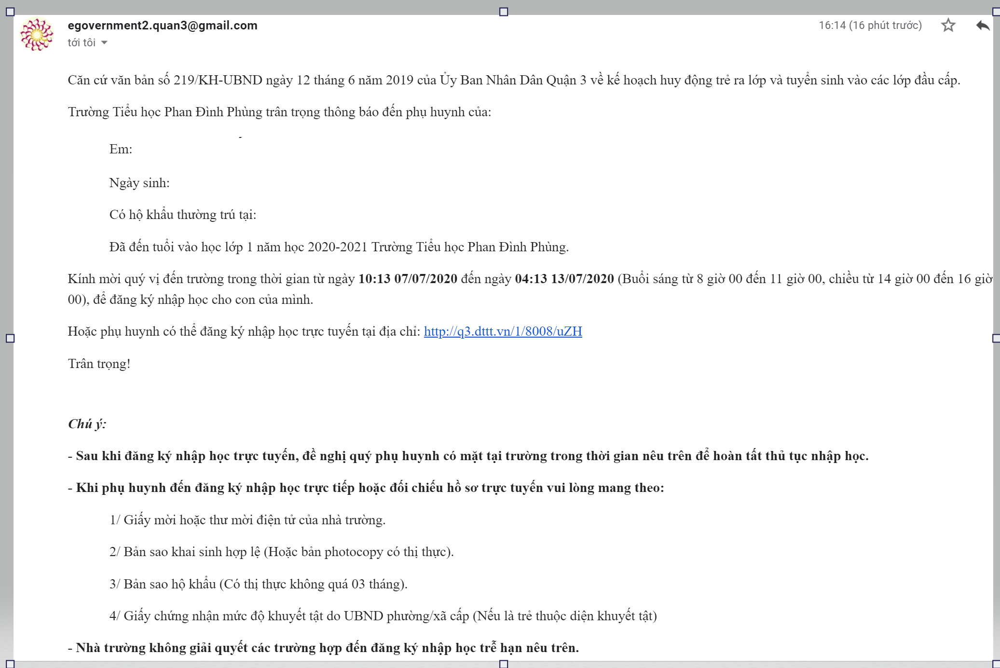 egovernment2.quan3@gmail.com
16:14 (16 phút trước)
tới tôi
Căn cứ văn bản số 219/KH-UBND ngày 12 tháng 6 năm 2019 của Ủy Ban Nhân Dân Quận 3 về kế hoạch huy động trẻ ra lớp và tuyển sinh vào các lớp đầu cấp.
Trường Tiểu học Phan Đình Phùng trân trọng thông báo đến phụ huynh của:
Em:
Ngày sinh:
Có hộ khẩu thường trú tại:
Đã đến tuổi vào học lớp 1 năm học 2020-2021 Trường Tiểu học Phan Đình Phùng.
Kính mời quý vị đến trường trong thời gian từ ngày 10:13 07/07/2020 đến ngày 04:13 13/07/2020 (Buổi sáng từ 8 giờ 00 đến 11 giờ 00, chiều từ 14 giờ 00 đến 16 giờ
00), để đăng ký nhập học cho con của mình.
Hoặc phụ huynh có thể đăng ký nhập học trực tuyến tại địa chỉ: http://q3.dttt.vn/1/8008/uZH
Trân trọng!
Chú ý:
- Sau khi đăng ký nhập học trực tuyến, đề nghị quý phụ huynh có mặt tại trường trong thời gian nêu trên để hoàn tất thủ tục nhập học.
- Khi phụ huynh đến đăng ký nhập học trực tiếp hoặc đối chiếu hồ sơ trực tuyến vui lòng mang theo:
1/ Giấy mời hoặc thư mời điện tử của nhà trường.
2/ Bản sao khai sinh hợp lệ (Hoặc bản photocopy có thị thực).
3/ Bản sao hộ khẩu (Có thị thực không quá 03 tháng).
4/ Giấy chứng nhận mức độ khuyết tật do UBND phường/xã cấp (Nếu là trẻ thuộc diện khuyết tật)
- Nhà trường không giải quyết các trường hợp đến đăng ký nhập học trễ hạn nêu trên.